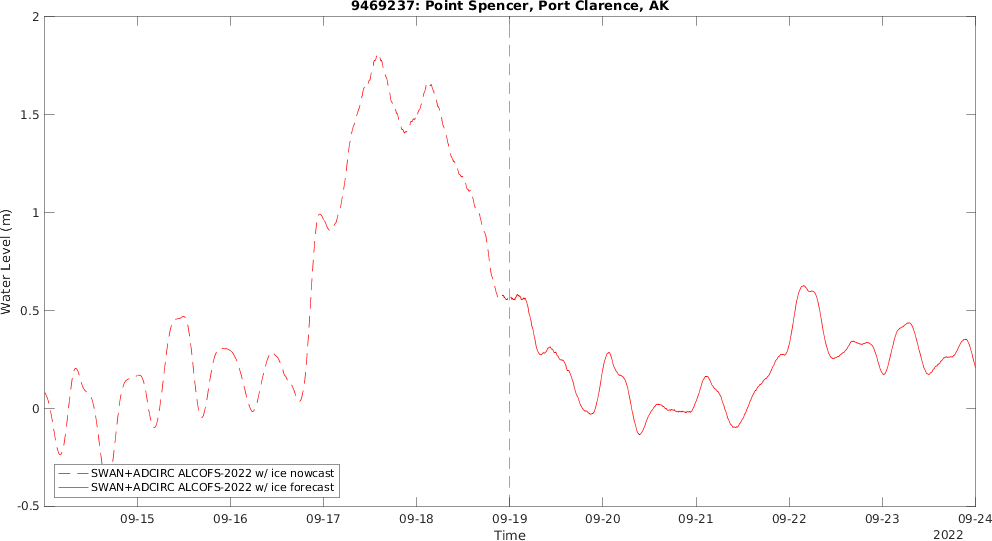 9469237: Point Spencer, Port Clarence, AK
2
1.5
1
0.5
0
-0.5
Water Level (m)
SWAN+ADCIRC ALCOFS-2022 w/ ice nowcast
SWAN+ADCIRC ALCOFS-2022 w/ ice forecast
09-15 09-16 09-17 09-18 09-19 09-20 09-21 09-22 09-23 09-24
Time
2022